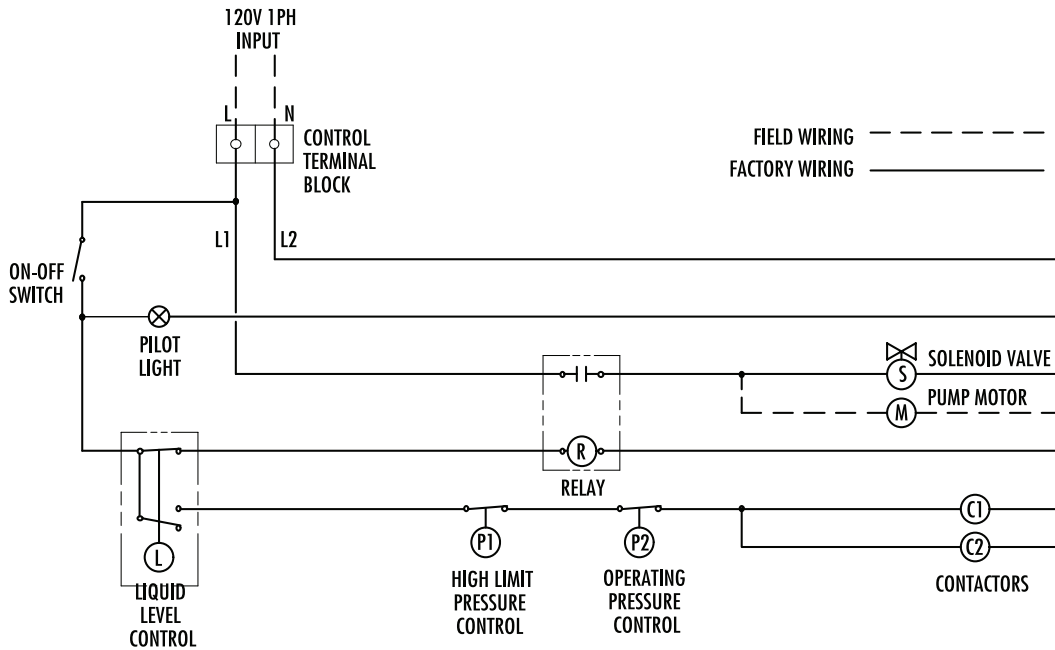 120V 1PH
INPUT
L
N
CONTROL
TERMINAL
BLOCK
FIELD WIRING
FACTORY WIRING
L1
L2
ON-OFF
SWITCH
PILOT
LIGHT
SOLENOID VALVE
S
PUMP MOTOR
M
R
RELAY
L
LIQUID
LEVEL
CONTROL
P1
HIGH LIMIT
PRESSURE
CONTROL
P2
OPERATING
PRESSURE
CONTROL
C1
C2
CONTACTORS